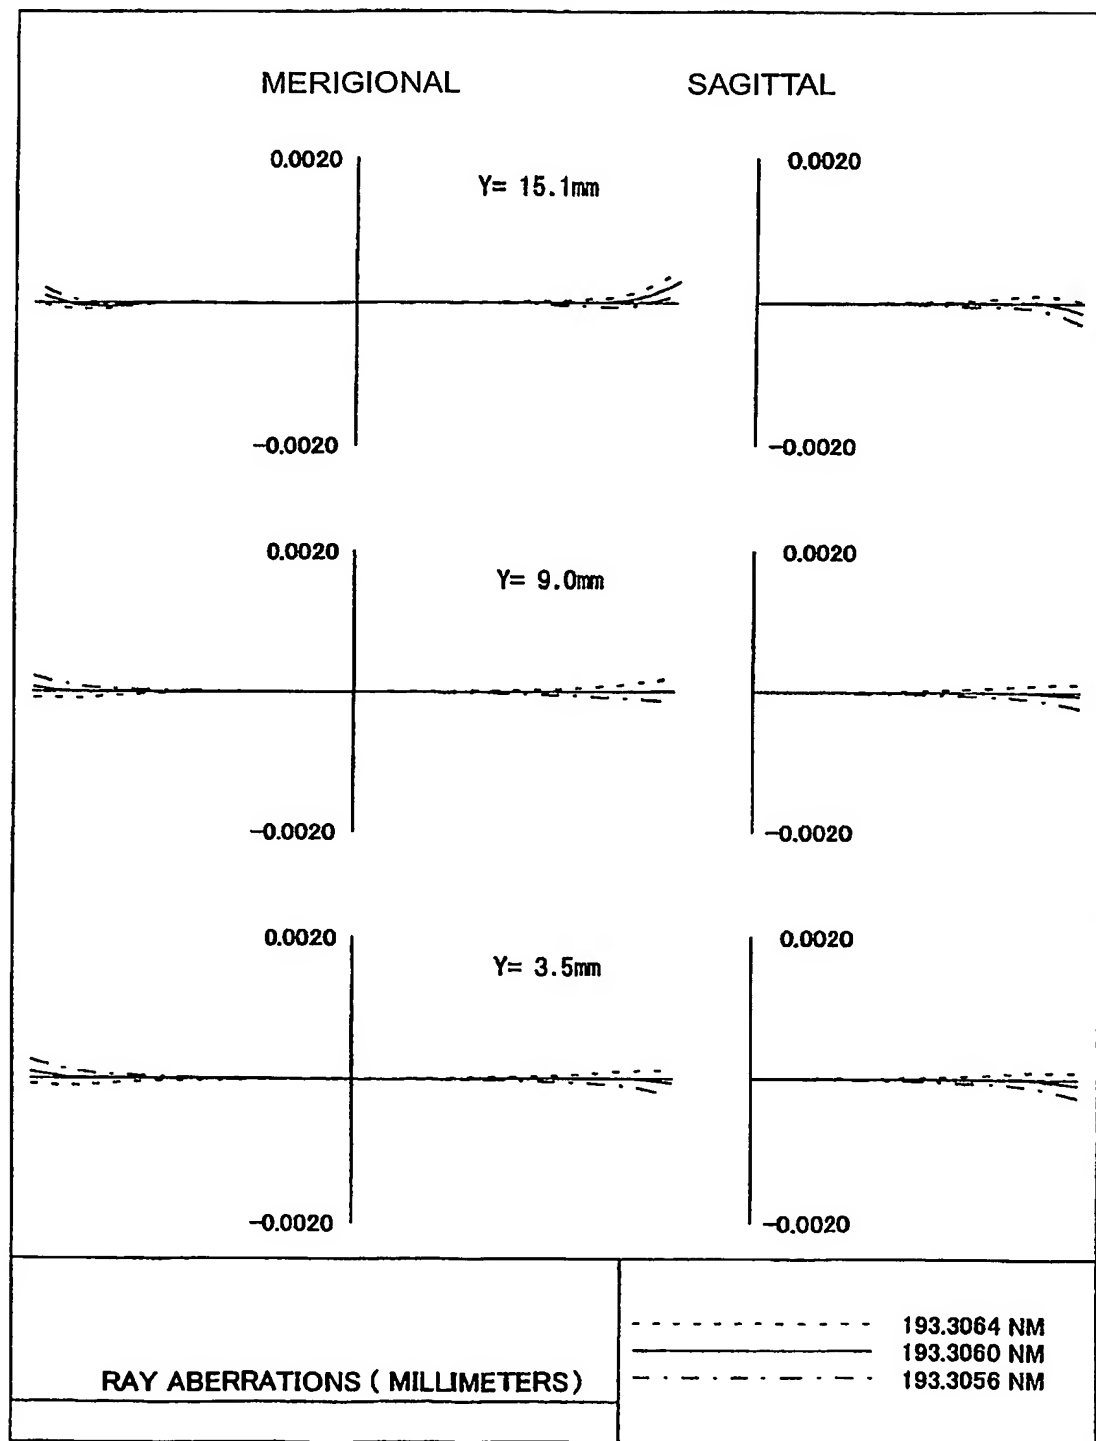 MERIGIONAL SAGITTAL
0.0020 0.0020
Y= 15.1mm
-0.0020 -0.0020
0.0020 0.0020
Y= 9.0mm
-0.0020 -0.0020
0.0020 0.0020
Y= 3.5mm
-0.0020 -0.0020
193.3064 NM
193.3060 NM
RAY ABERRATIONS ( MILLIMETERS) 193.3056 NM